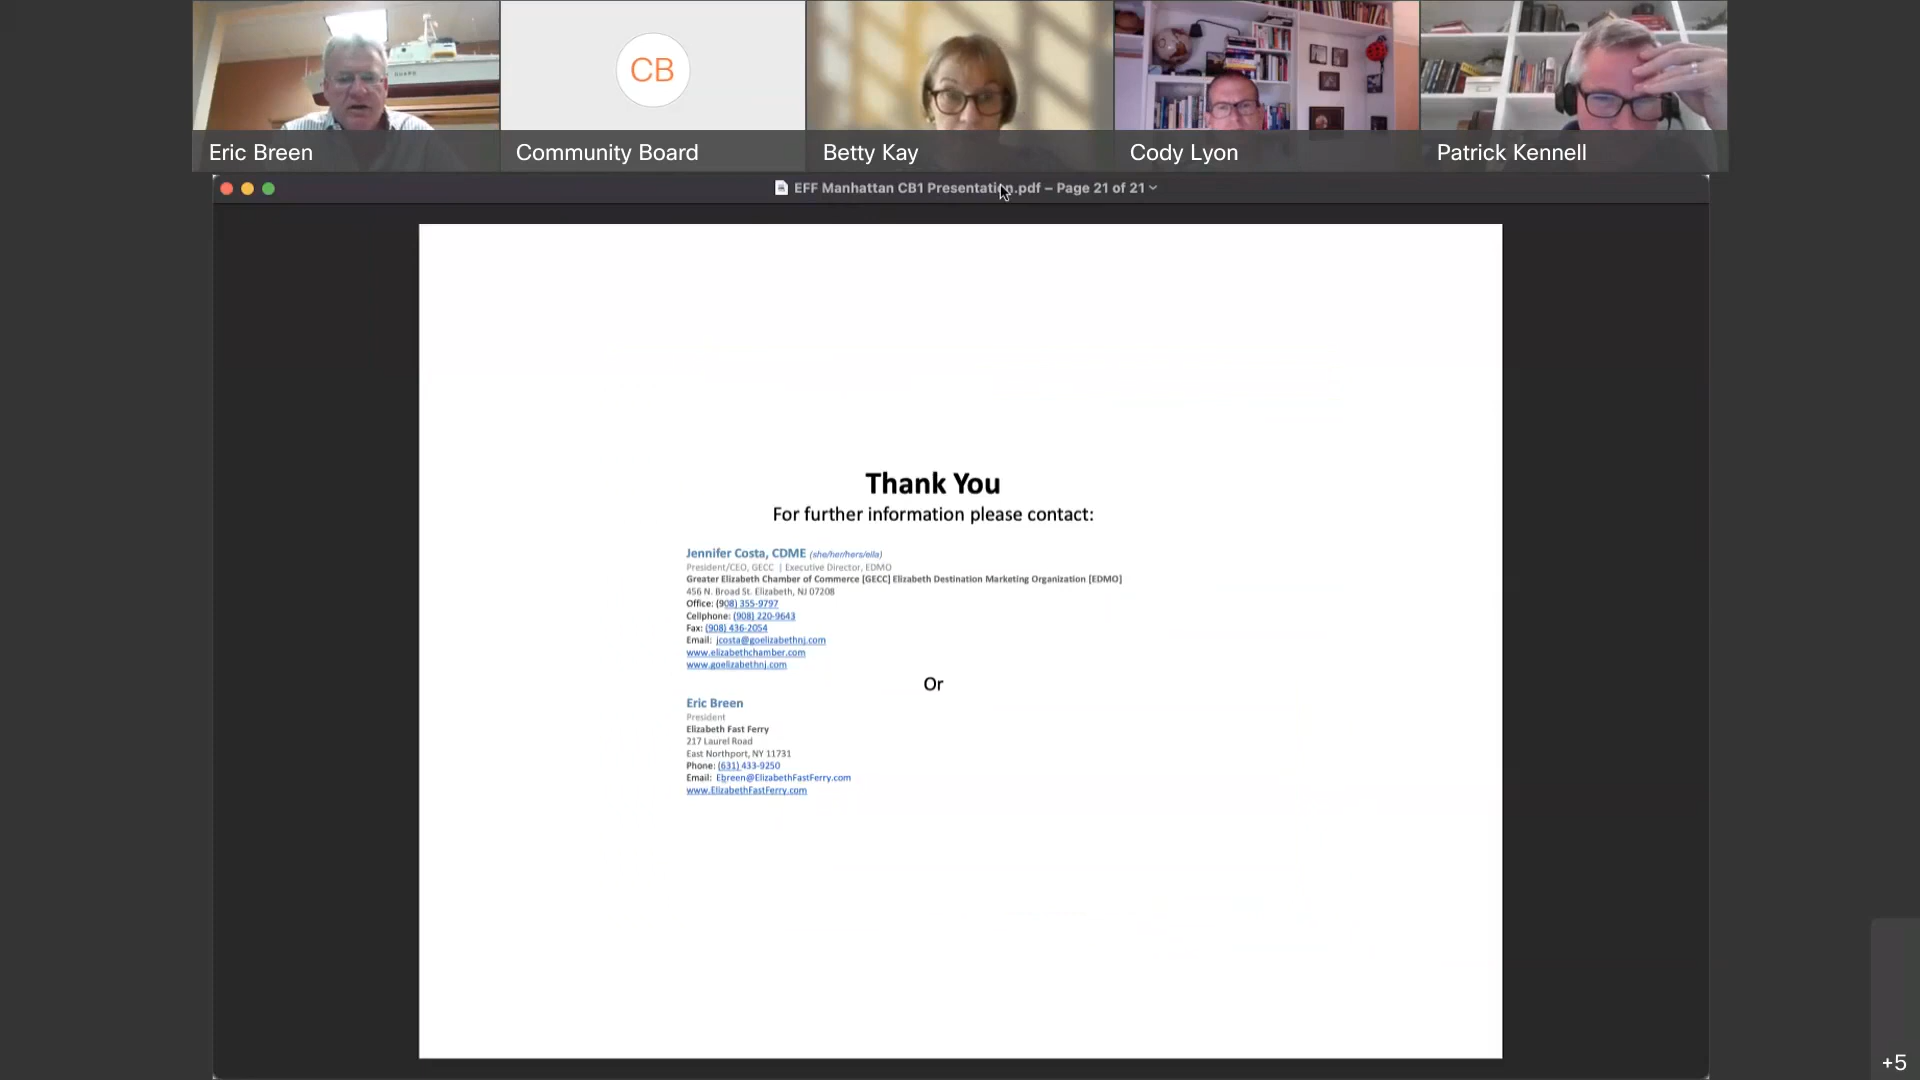 CB
Eric Breen
Community Board
Betty Kay
Cody Lyon
Patrick Kennell
EFF Manhattan CB1 Presentation.pdf – Page 21 of 21
Thank You
For further information please contact:
Jennifer Costa, CDME (she/her/hers/ella)
President/CEO, GECC | Executive Director, EDMO
Greater Elizabeth Chamber of Commerce [GECC] Elizabeth Destination Marketing Organization [EDMO]
456 N. Broad St. Elizabeth, NJ 07208
Office: (908) 355-9797
Cellphone: (908) 220-9643
Fax: (908) 436-2054
Email: jcosta@goelizabethnj.com
www.elizabethchamber.com
www.goelizabethnj.com
Or
Eric Breen
President
Elizabeth Fast Ferry
217 Laurel Road
East Northport, NY 11731
Phone: (631) 433-9250
Email: Ebreen@ElizabethFastFerry.com
www.ElizabethFastFerry.com
+5